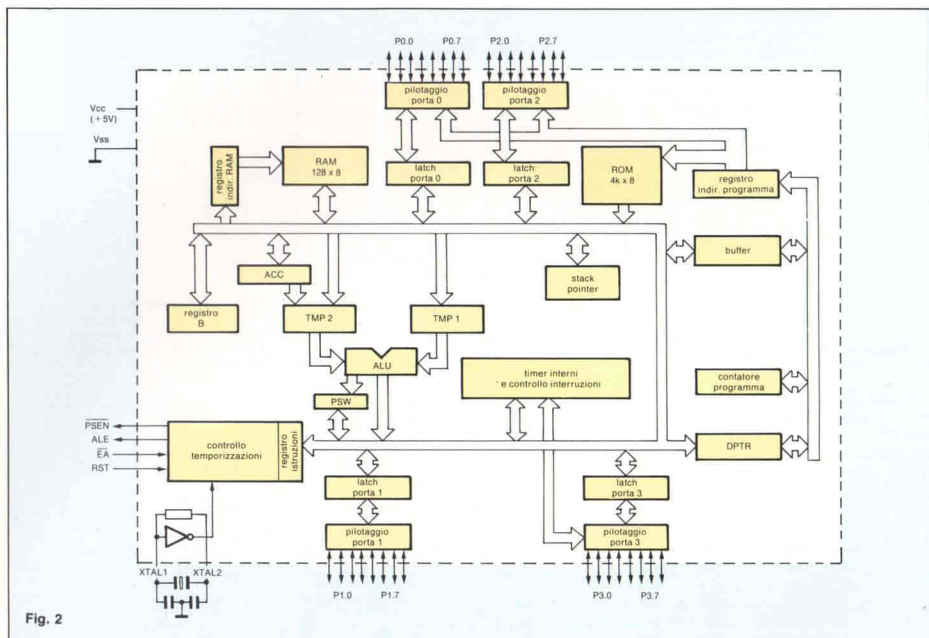 P0.0 P0.7 P2.0 P2.7
pilotaggio
porta 0
pilotaggio
porta 2
Vcc
(+5V)
Vss
registro
indir. RAM
RAM
128 x 8
latch
porta 0
latch
porta 2
ROM
4k x 8
registro
indir. programma
buffer
ACC
stack
pointer
registro
B
TMP 2
TMP 1
ALU
timer interni
e controllo interruzioni
contatore
programma
PSW
PSEN
ALE
EA
RST
controllo
temporizzazioni
registro
istruzioni
DPTR
latch
porta 1
latch
porta 3
pilotaggio
porta 1
pilotaggio
porta 3
XTAL1 XTAL2
P1.0 P1.7
P3.0 P3.7
Fig. 2